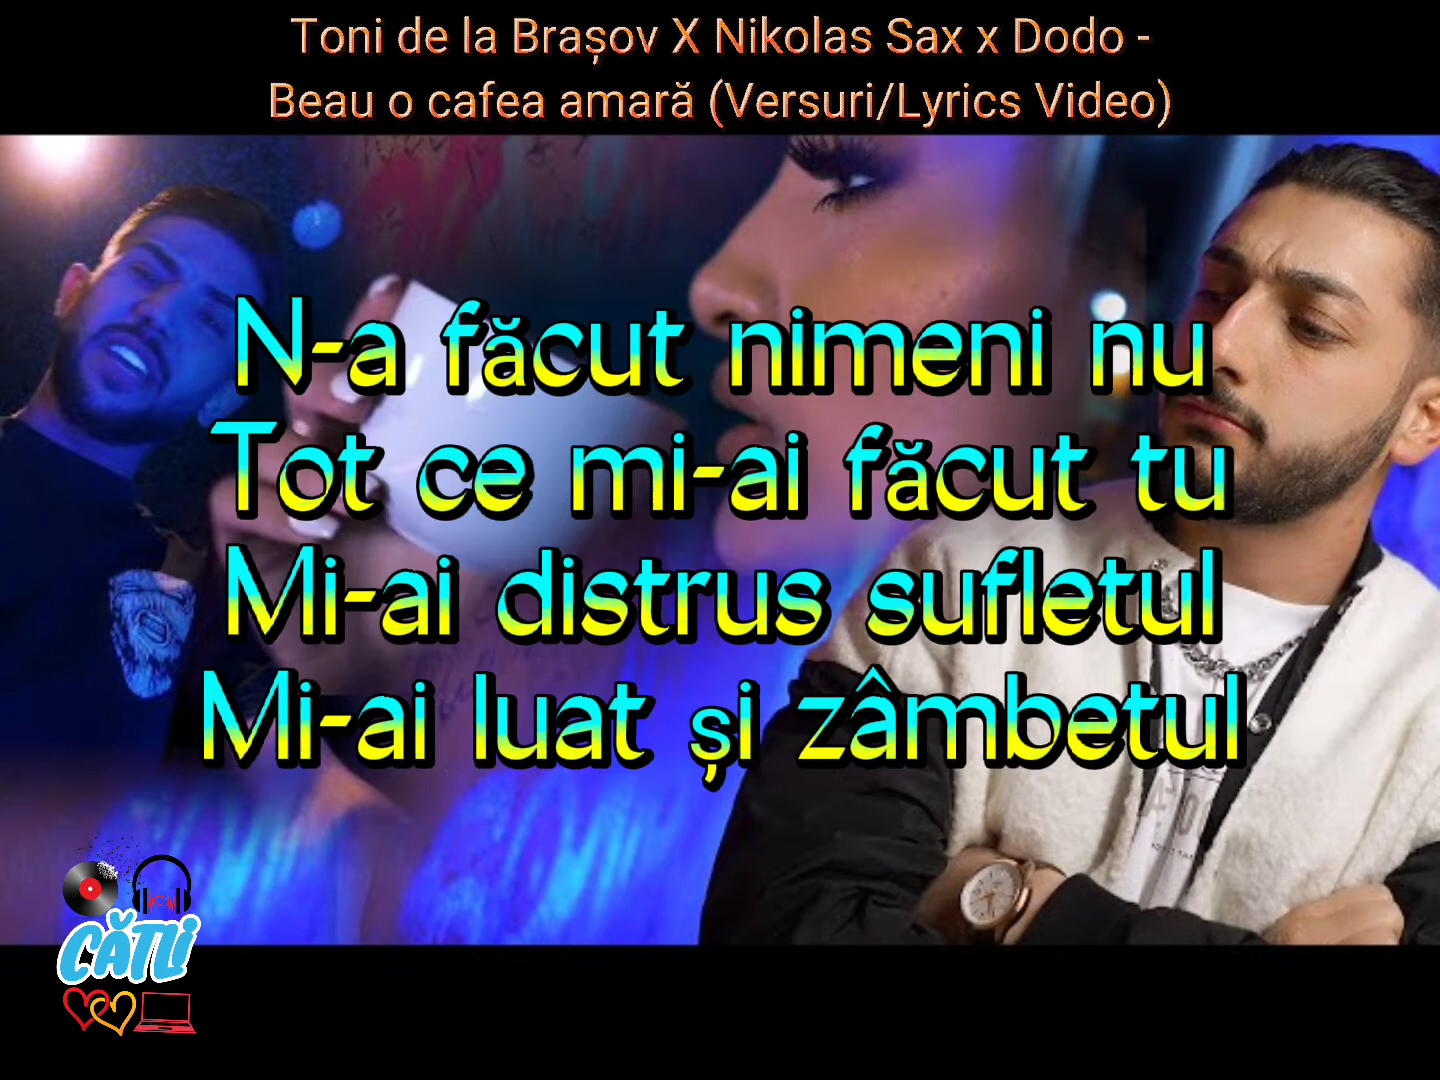 Toni de la Brașov X Nikolas Sax x Dodo -
Beau o cafea amară (Versuri/Lyrics Video)
N-a făcut nimeni nu
Tot ce mi-ai făcut tu
Mi-ai distrus sufletul
Mi-ai luat și zâmbetul
CĂTLi